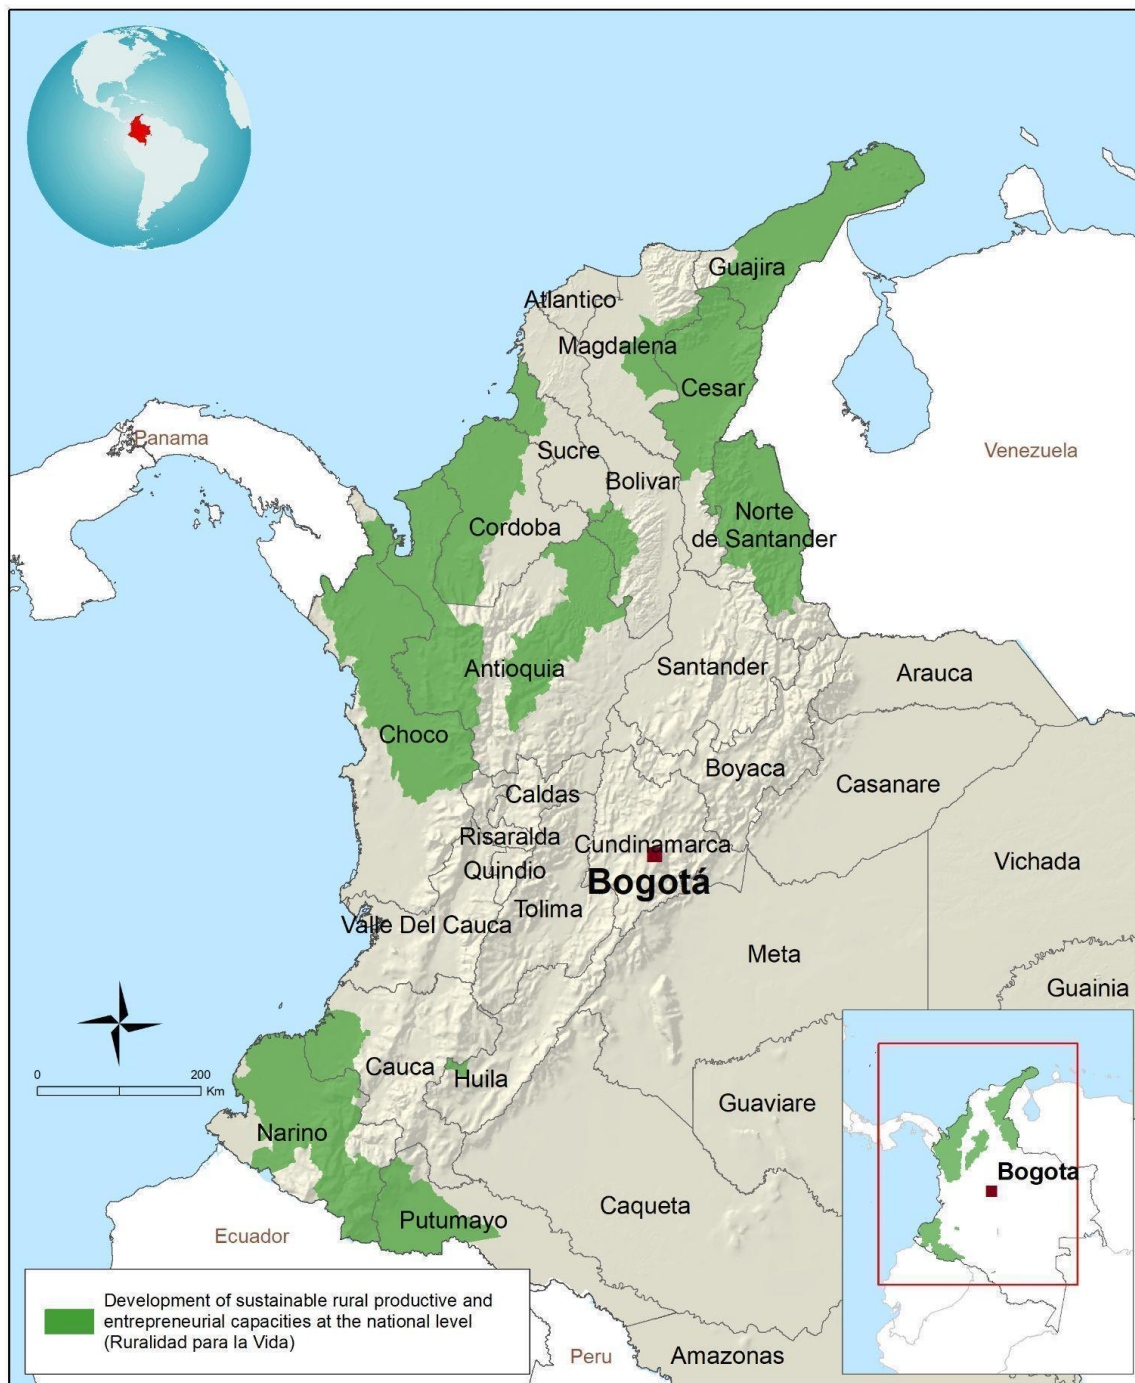 Guajira
Atlantico
Magdalena
Cesar
Panama
Sucre
Venezuela
Bolivar
Norte
de Santander
Cordoba
Antioquia
Santander
Arauca
Choco
Boyaca
Casanare
Caldas
Risaralda
Cundinamarca
Vichada
Quindio
Bogotá
Tolima
Valle Del Cauca
Meta
Guainia
Cauca
Huila
0
200
Km
Guaviare
Narino
Bogota
Caqueta
Putumayo
Ecuador
Development of sustainable rural productive and
entrepreneurial capacities at the national level
(Ruralidad para la Vida)
Peru
Amazonas